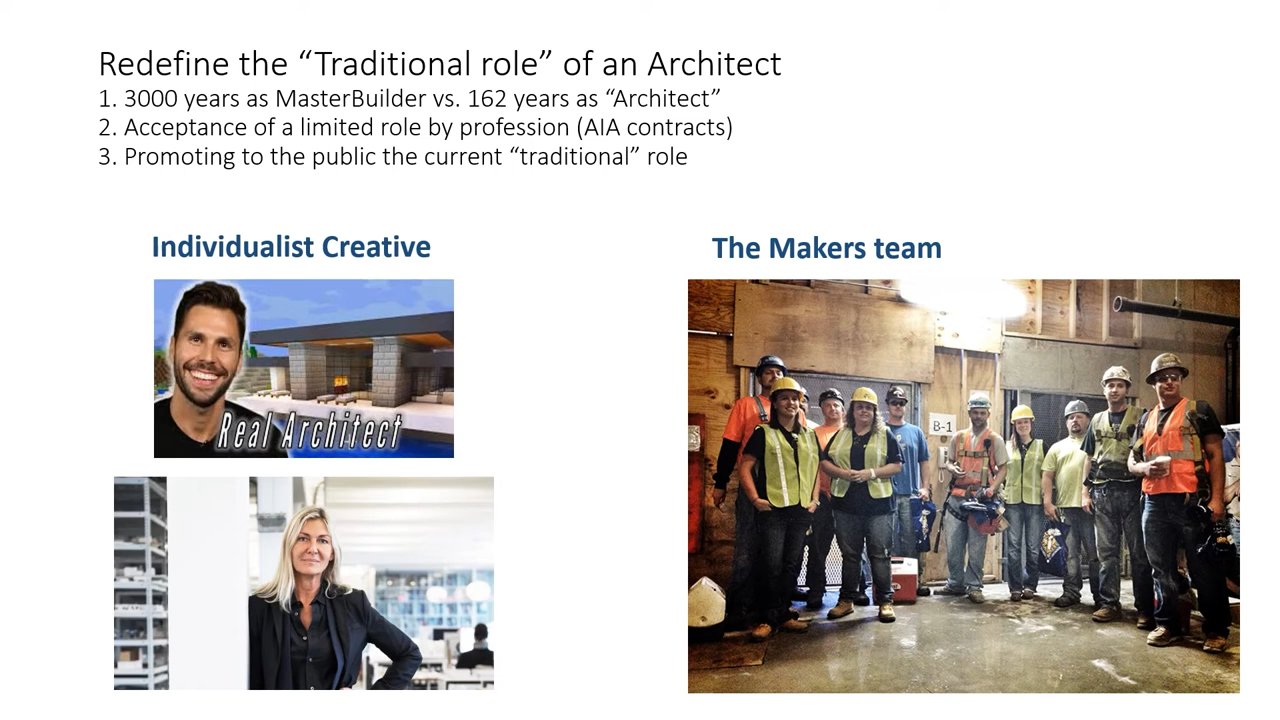 Redefine the “Traditional role” of an Architect
1. 3000 years as MasterBuilder vs. 162 years as “Architect”
2. Acceptance of a limited role by profession (AIA contracts)
3. Promoting to the public the current “traditional” role
Individualist Creative
The Makers team
Real Architect
B-1